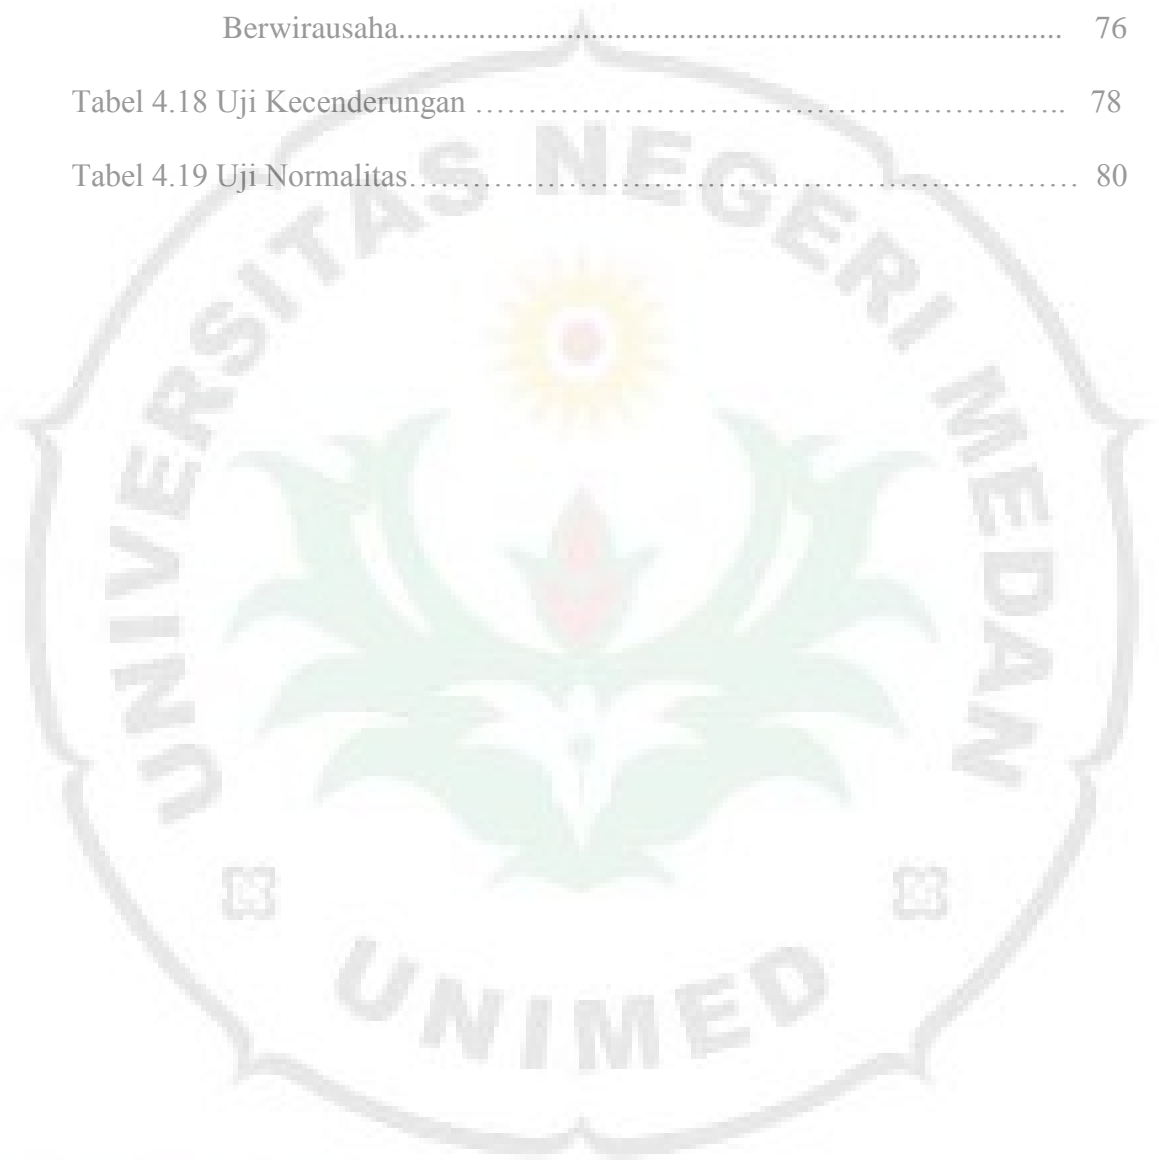 Berwirausaha.................................................................................... 76
Tabel 4.18 Uji Kecenderungan ………………………………………………….. 78
Tabel 4.19 Uji Normalitas………………………………………………………… 80
UNIVERSITAS NEGERI MEDAN
UNIMED